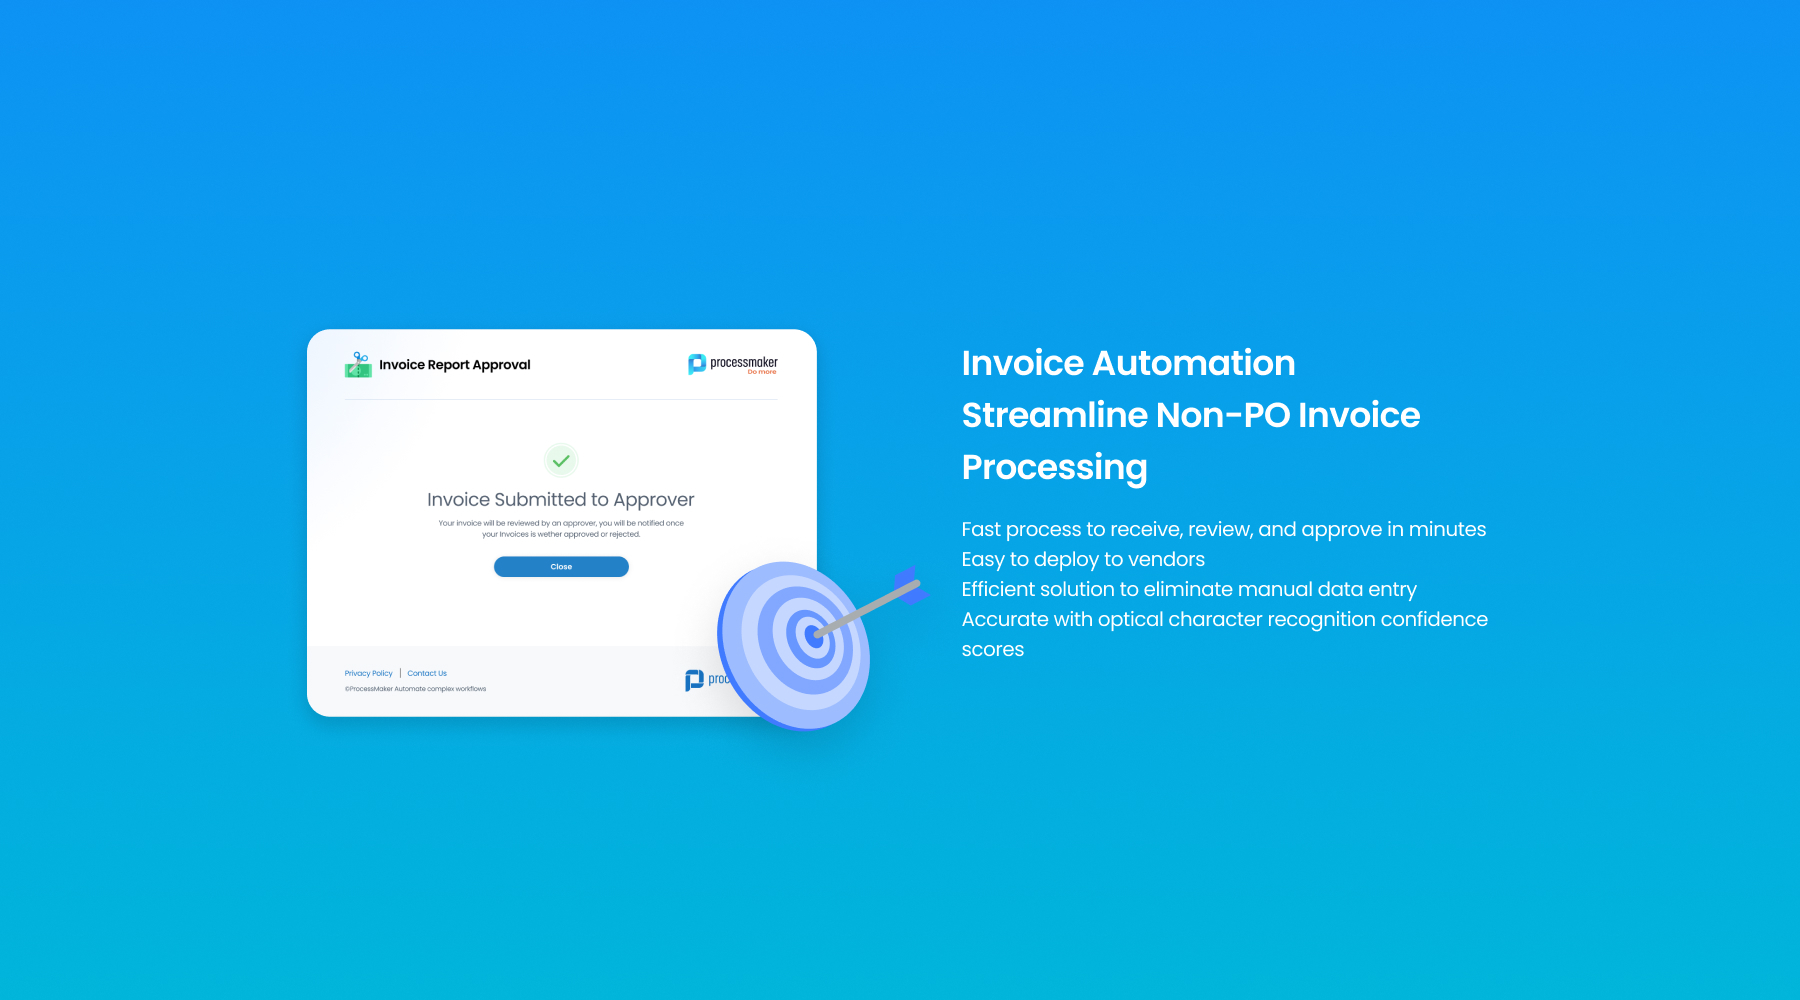 Invoice Report Approval
processmaker
Do more
Invoice Submitted to Approver
Your invoice will be reviewed by an approver, you will be notified once
your Invoices is wether approved or rejected.
Close
Privacy Policy | Contact Us
©ProcessMaker Automate complex workflows
proc
Invoice Automation
Streamline Non-PO Invoice
Processing
Fast process to receive, review, and approve in minutes
Easy to deploy to vendors
Efficient solution to eliminate manual data entry
Accurate with optical character recognition confidence
scores